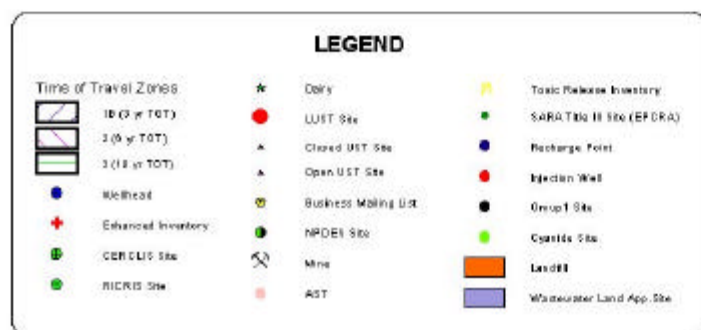 LEGEND
Time of Travel Zones
1B (3 yr TOT)
2 (6 yr TOT)
3 (10 yr TOT)
Wellhead
Enhanced Inventory
CERCLIS Site
RICRIS Site
Dairy
LUST Site
Closed UST Site
Open UST Site
Business Mailing List
NPDES Site
Mine
AST
Toxic Release Inventory
SARA Title III Site (EPCRA)
Recharge Point
Injection Well
Group1 Site
Cyanide Site
Landfill
Wastewater Land App. Site